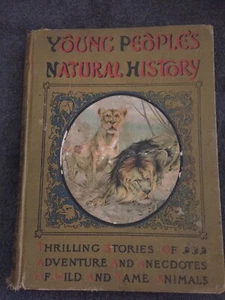 YOUNG PEOPLE'S
NATURAL HISTORY
THRILLING STORIES OF
ADVENTURE AND ANECDOTES
OF WILD AND TAME ANIMALS